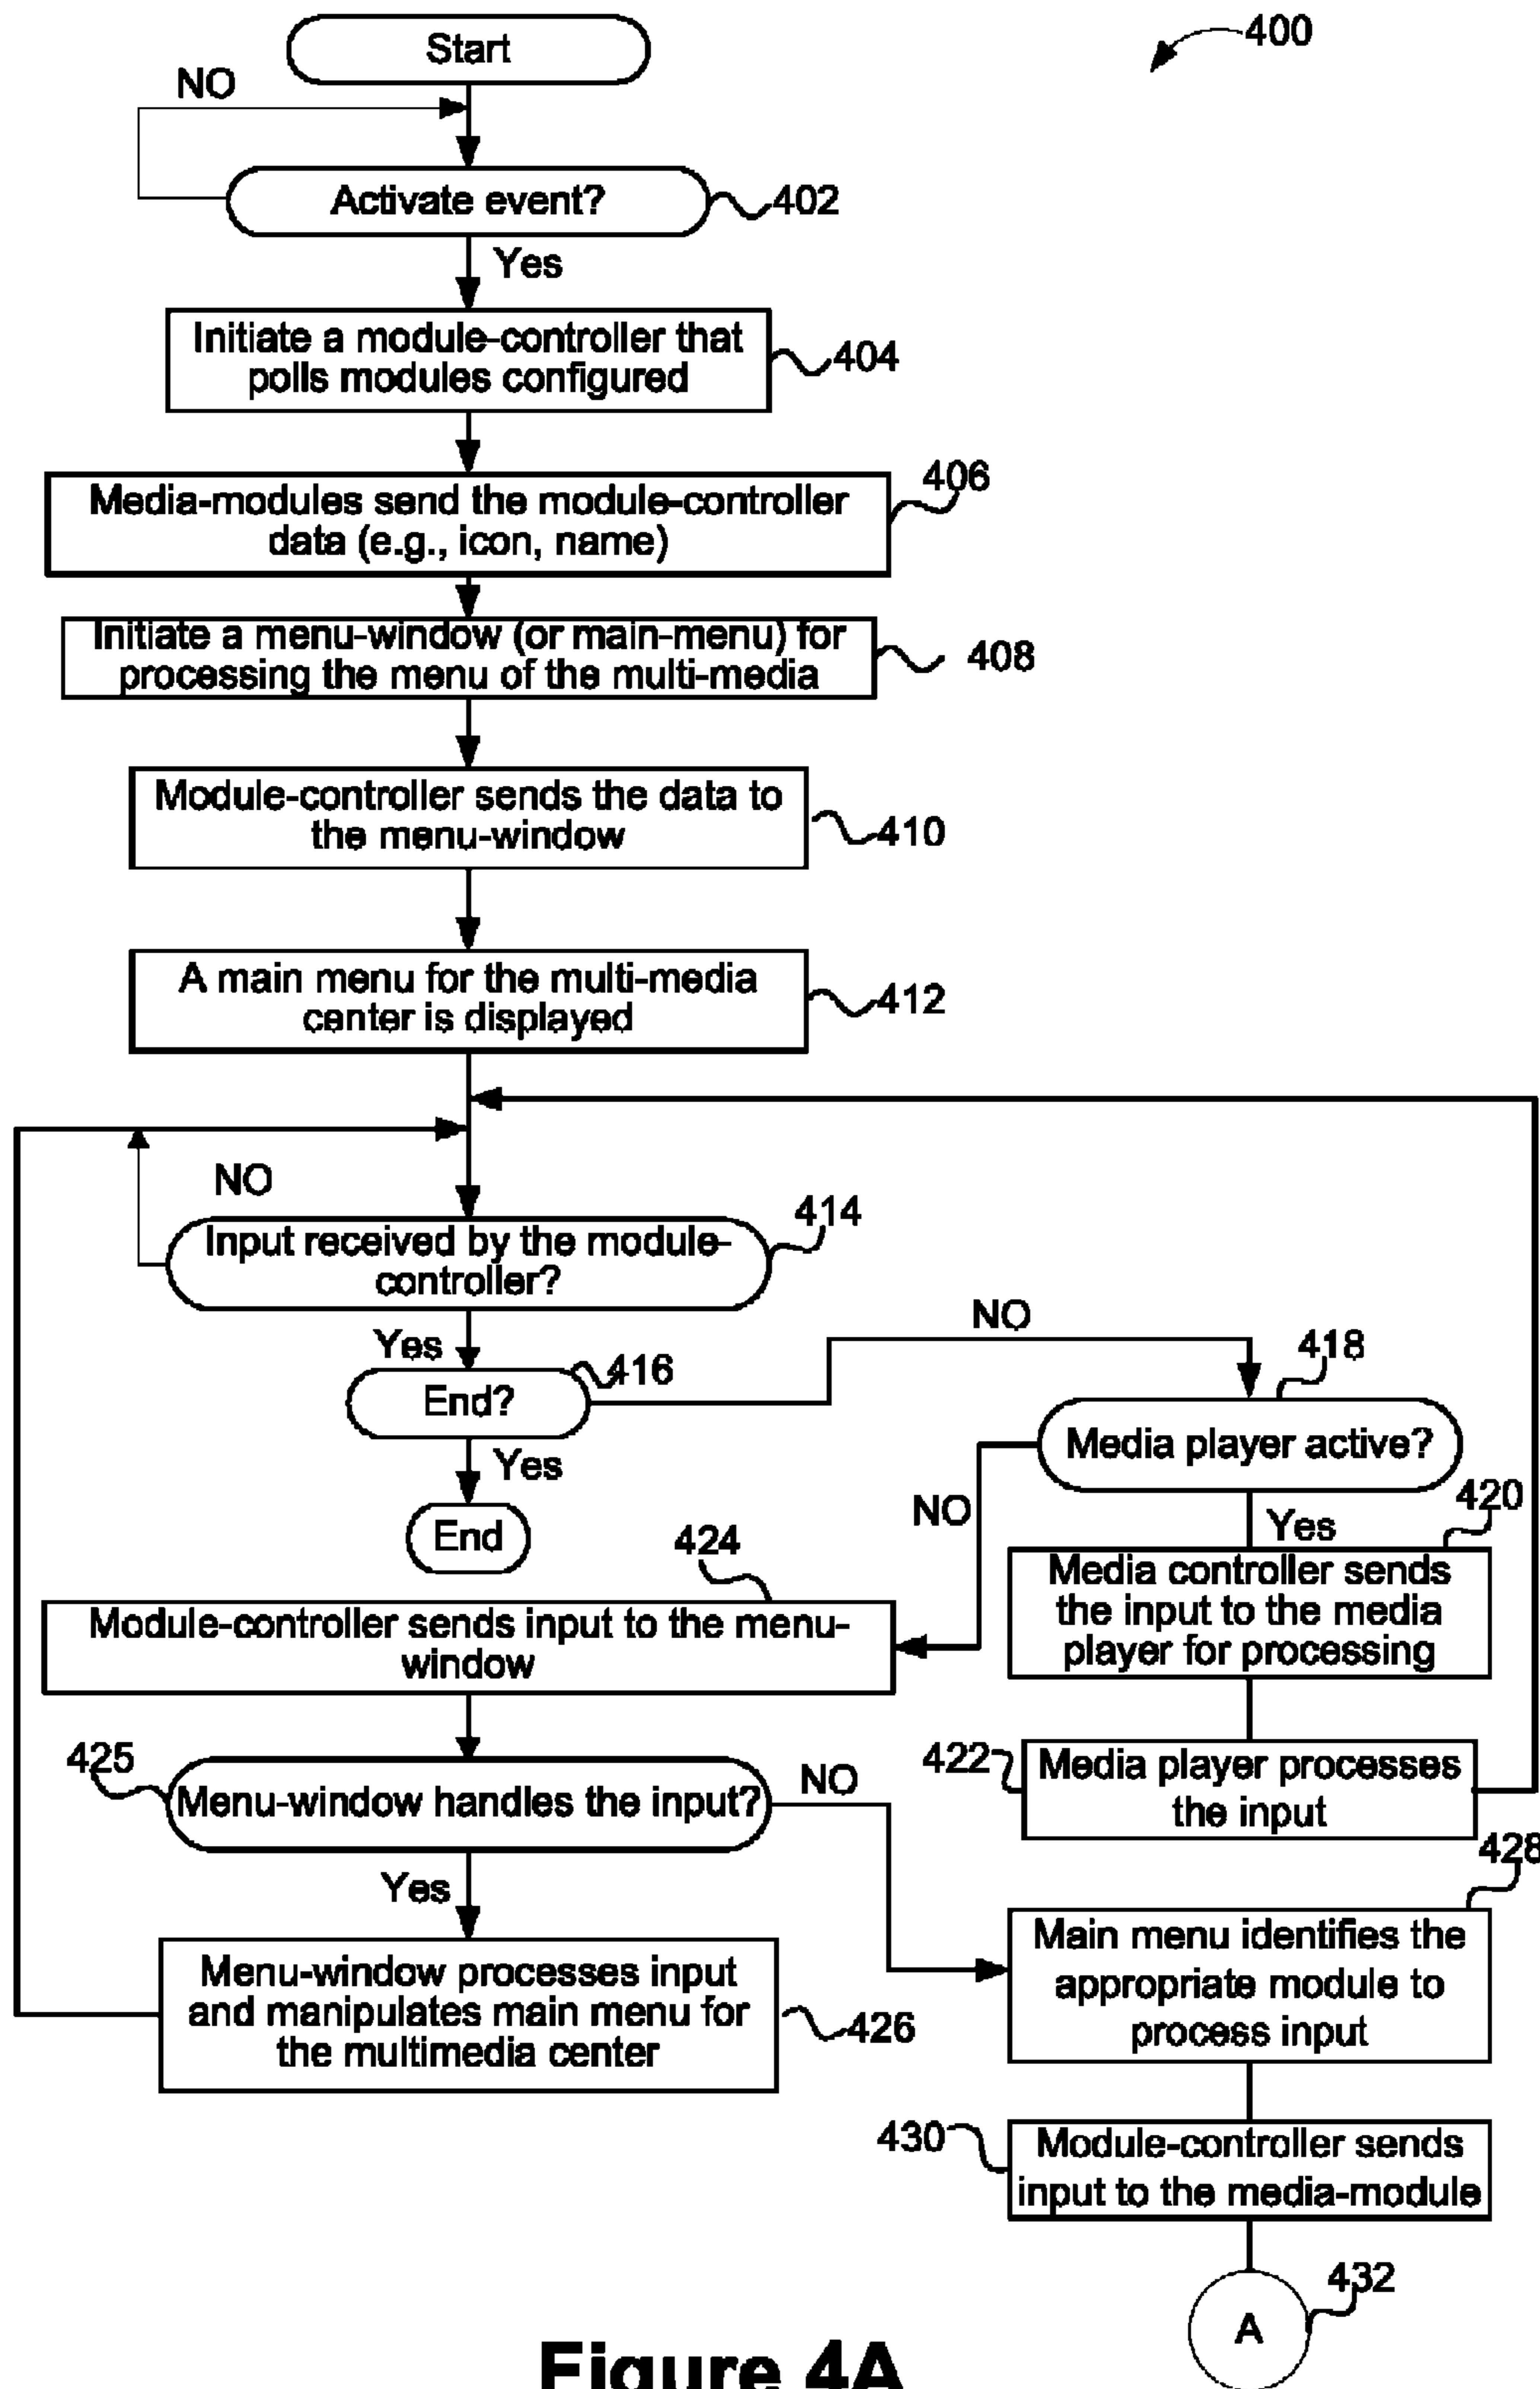 Start
400
NO
Activate event?
402
Yes
Initiate a module-controller that
polls modules configured
404
Media-modules send the module-controller
data (e.g., icon, name)
406
Initiate a menu-window (or main-menu) for
processing the menu of the multi-media
408
Module-controller sends the data to
the menu-window
410
A main menu for the multi-media
center is displayed
412
NO
Input received by the module-
controller?
414
Yes
End?
416
NO
418
Media player active?
Yes
End
NO
Yes
420
Media controller sends
the input to the media
player for processing
424
Module-controller sends input to the menu-
window
422
Media player processes
the input
425
Menu-window handles the input?
NO
Yes
428
Main menu identifies the
appropriate module to
process input
Menu-window processes input
and manipulates main menu for
the multimedia center
426
430
Module-controller sends
input to the media-module
432
A
Figure 4A